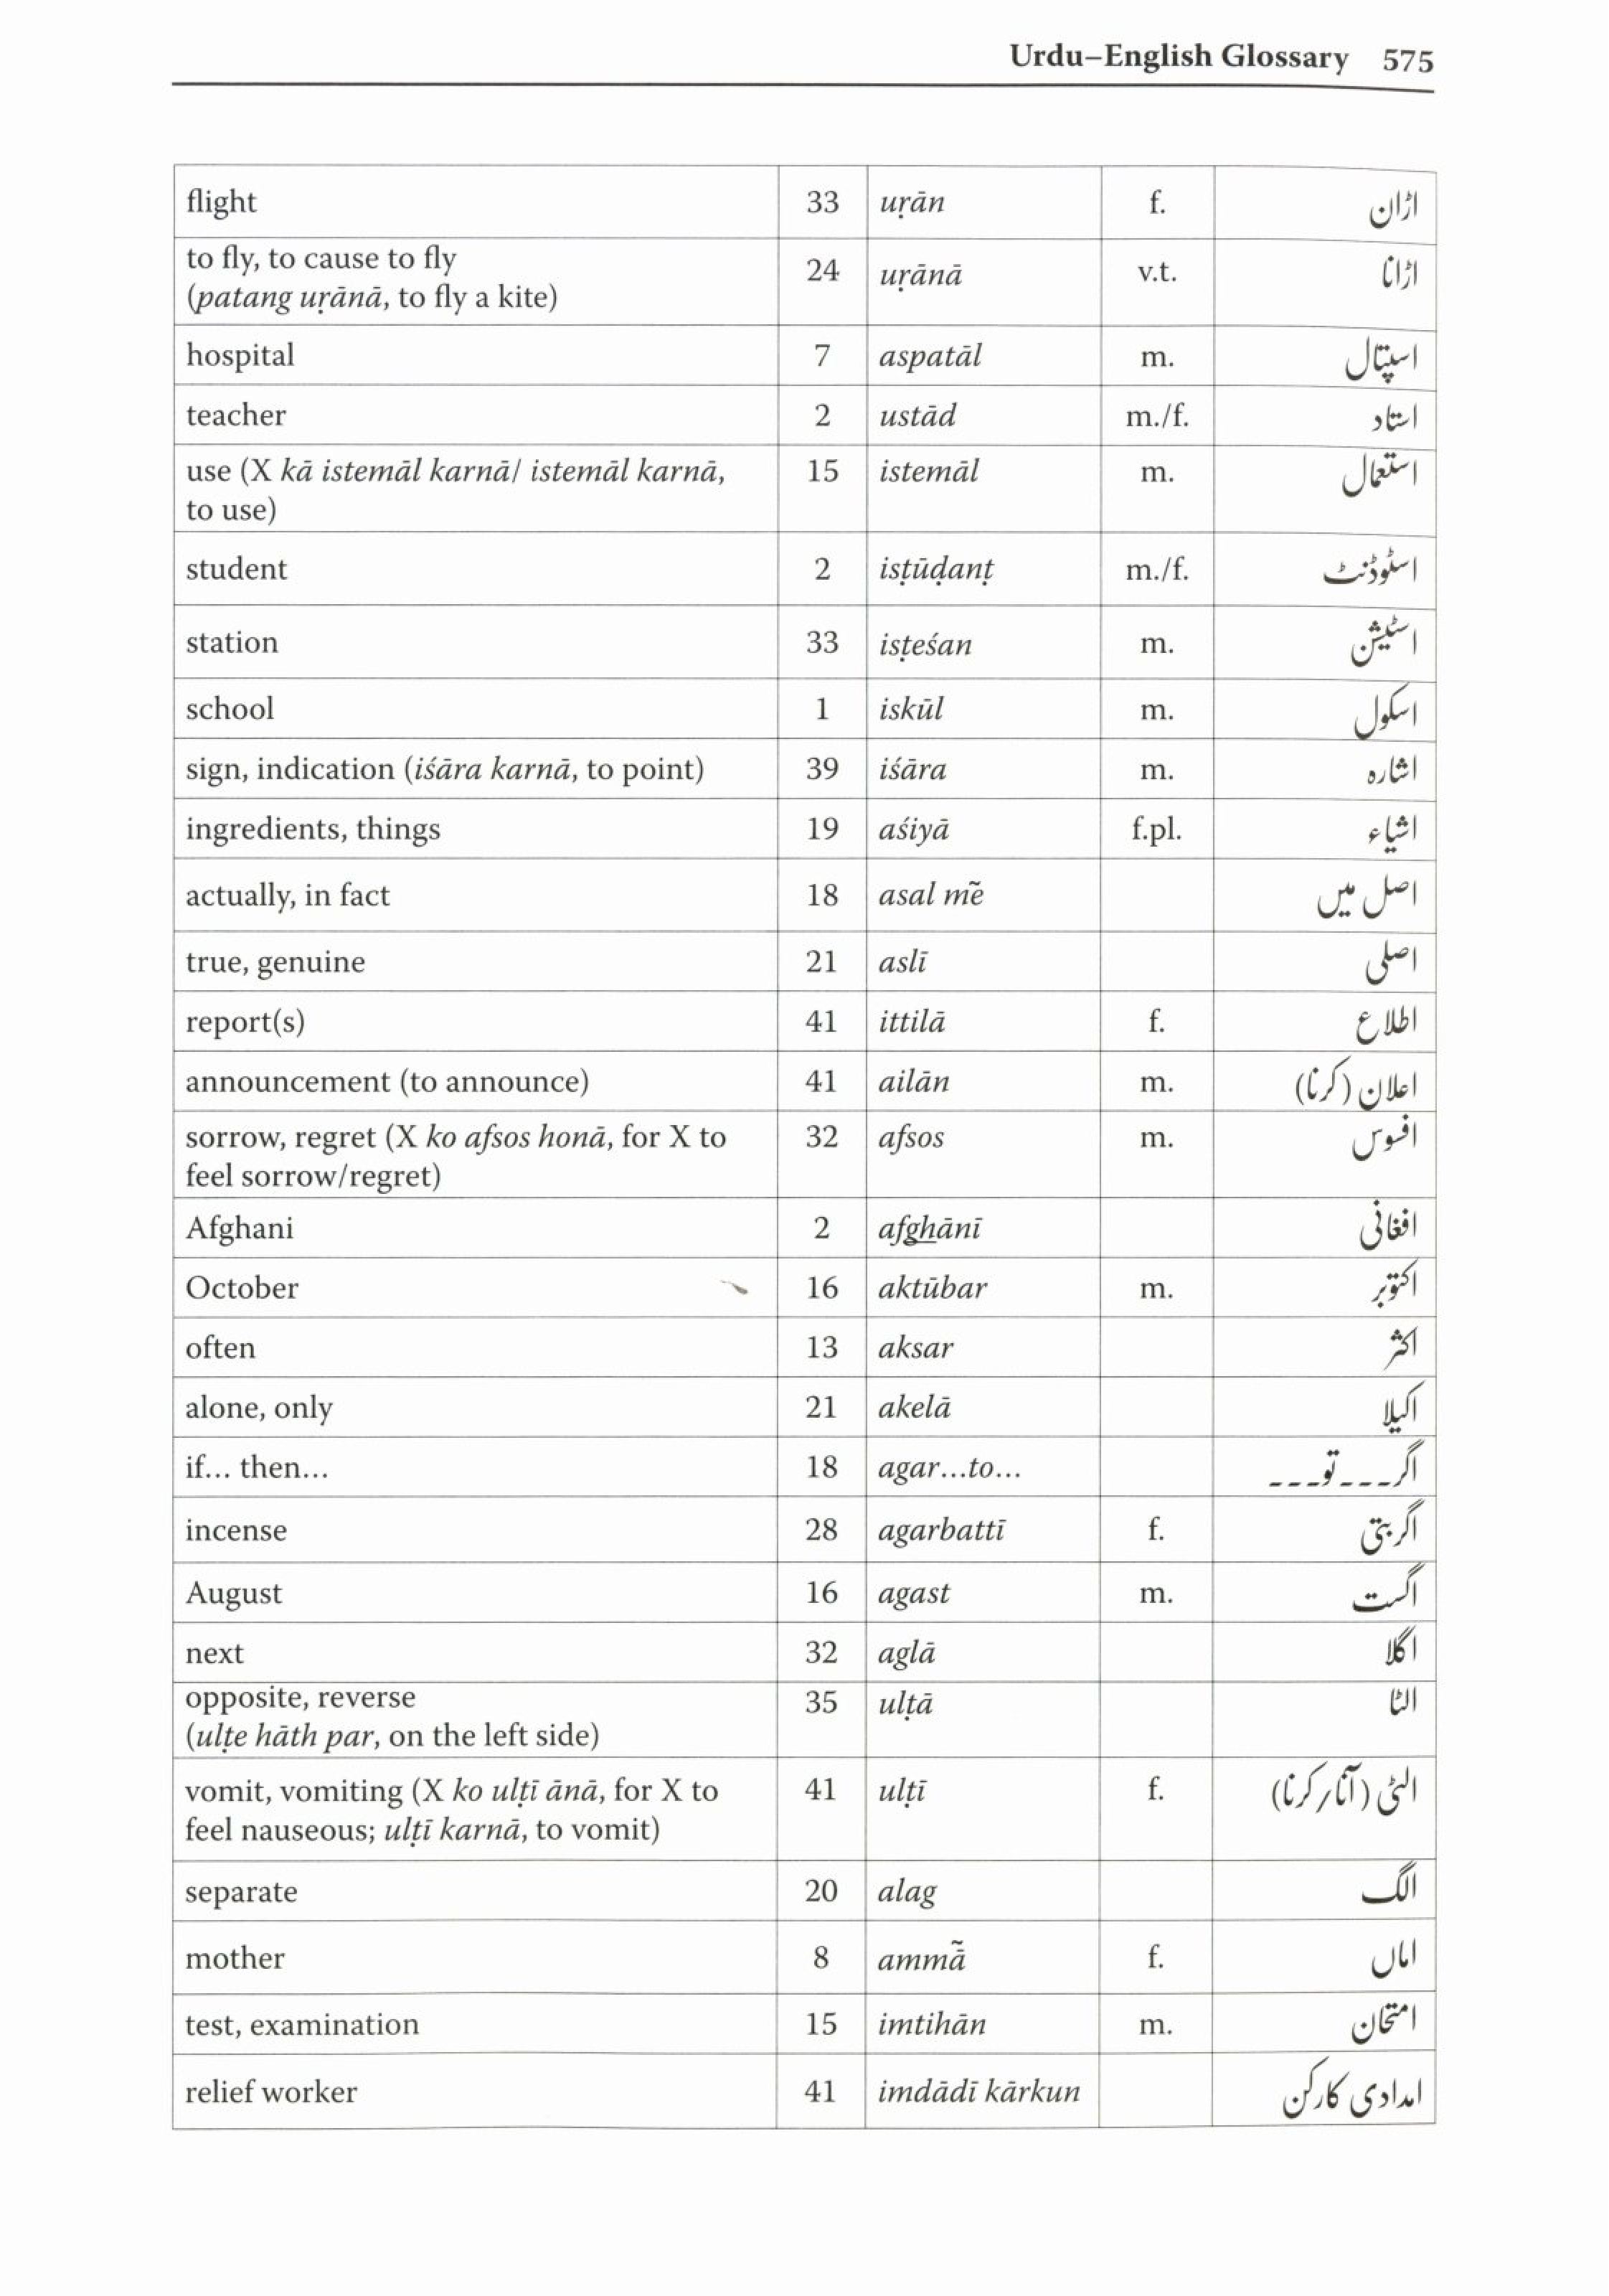 Urdu–English Glossary 575
flight 33 uṛān f. اڑان
to fly, to cause to fly
(patang uṛānā, to fly a kite) 24 uṛānā v.t. اڑانا
hospital 7 aspatāl m. اسپتال
teacher 2 ustād m./f. استاد
use (X kā istemāl karnā/ istemāl karnā, 15 istemāl m. استعمال
to use)
student 2 isṭūḍanṭ m./f. اسٹوڈنٹ
station 33 isṭeśan m. اسٹیشن
school 1 iskūl m. اسکول
sign, indication (iśāra karnā, to point) 39 iśāra m. اشارہ
ingredients, things 19 aśiyā f.pl. اشیاء
actually, in fact 18 asal mẽ اصل میں
true, genuine 21 aslī اصلی
report(s) 41 ittilā f. اطلاع
announcement (to announce) 41 ailān m. اعلان (کرنا)
sorrow, regret (X ko afsos honā, for X to 32 afsos m. افسوس
feel sorrow/regret)
Afghani 2 afghānī افغانی
October 16 aktūbar m. اکتوبر
often 13 aksar اکثر
alone, only 21 akelā اکیلا
if... then... 18 agar...to... اگر۔۔۔تو۔۔۔
incense 28 agarbattī f. اگربتی
August 16 agast m. اگست
next 32 aglā اگلا
opposite, reverse 35 ulṭā الٹا
(ulṭe hāth par, on the left side)
vomit, vomiting (X ko ulṭī ānā, for X to 41 ulṭī f. الٹی (آنا/کرنا)
feel nauseous; ulṭī karnā, to vomit)
separate 20 alag الگ
mother 8 ammā̃ f. اماں
test, examination 15 imtihān m. امتحان
relief worker 41 imdādī kārkun امدادی کارکن